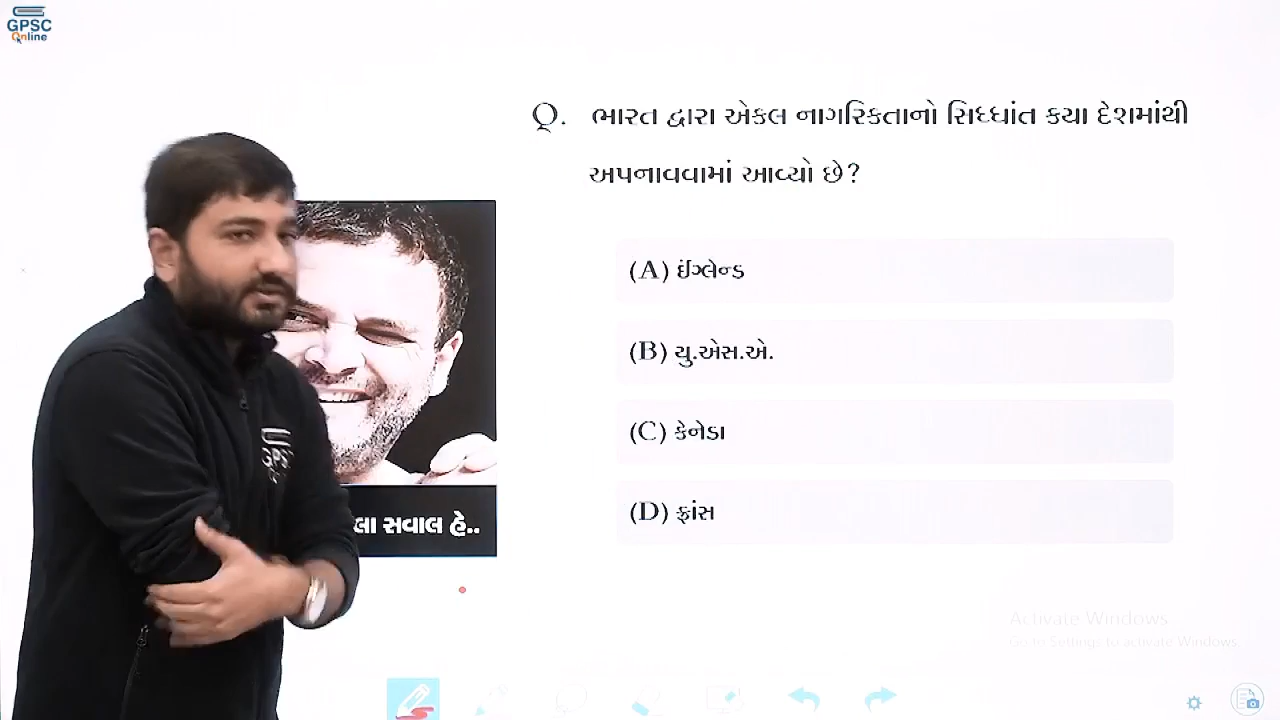 GPSC
Online
Q. ભારત દ્વારા એકલ નાગરિકતાનો સિધ્ધાંત કયા દેશમાંથી
અપનાવવામાં આવ્યો છે?
(A) ઈંગ્લેન્ડ
(B) યુ.એસ.એ.
(C) કેનેડા
(D) ફ્રાંસ
સવાલ હે..
Activate Windows
Go to Settings to activate Windows.